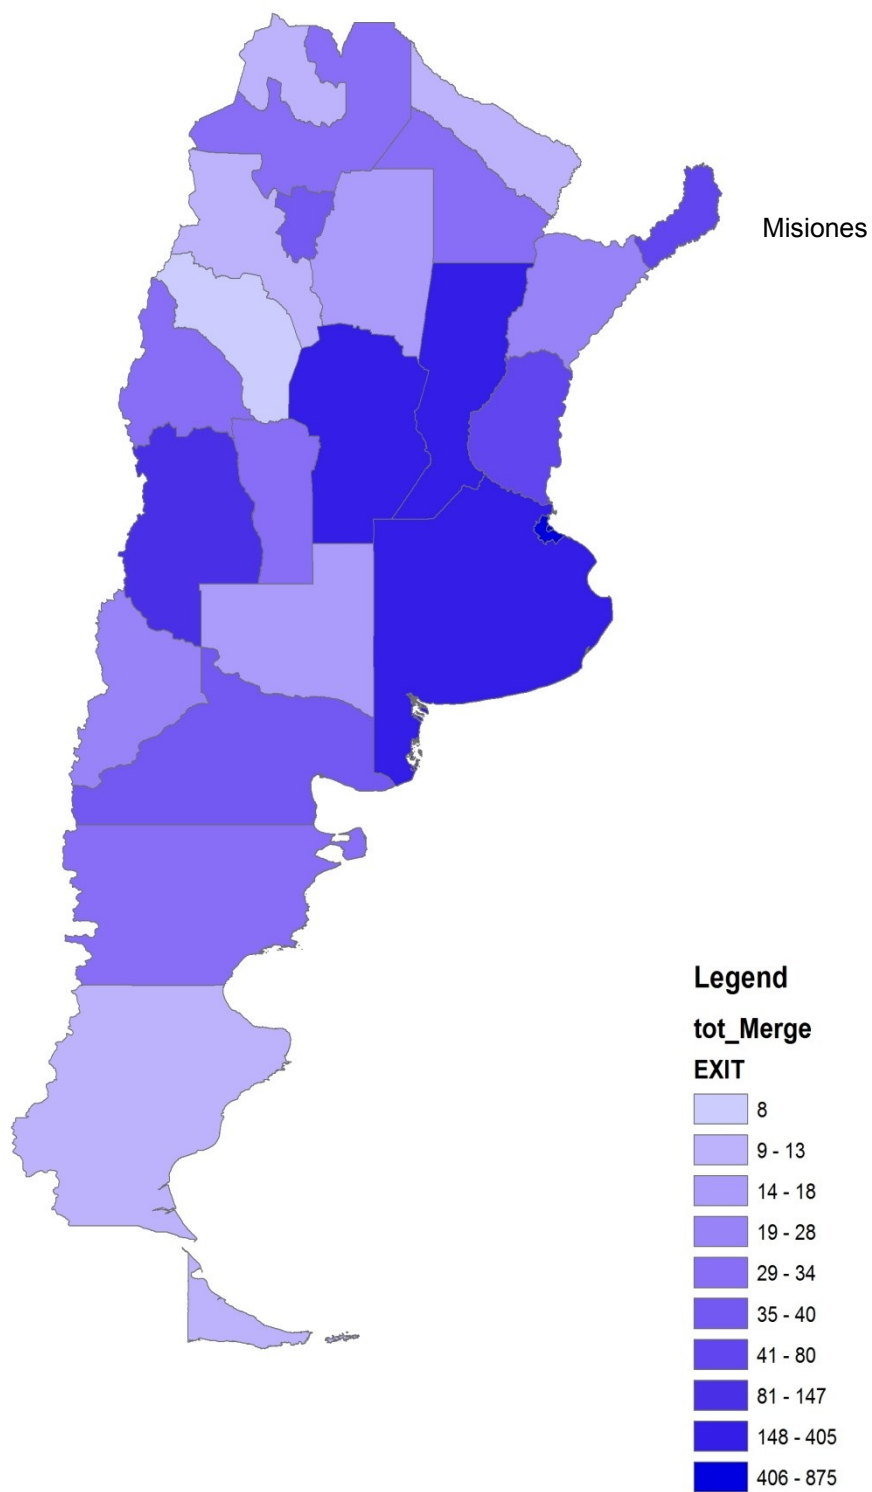 Misiones
Legend
tot_Merge
EXIT
8
9 - 13
14 - 18
19 - 28
29 - 34
35 - 40
41 - 80
81 - 147
148 - 405
406 - 875